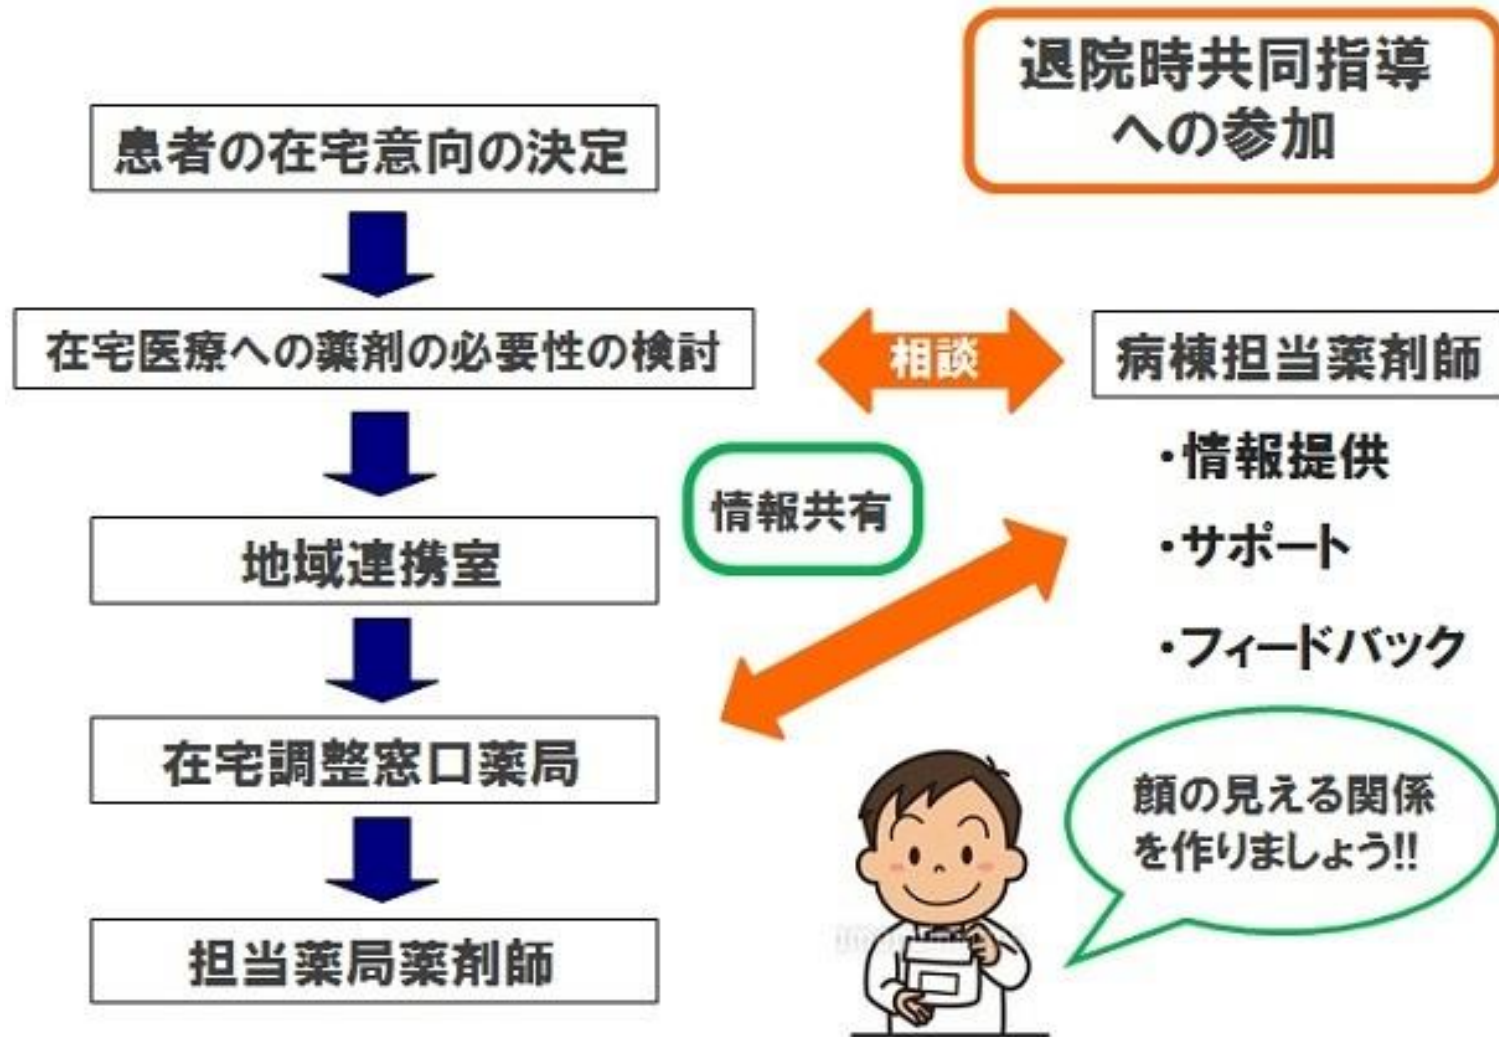 退院時共同指導
への参加
患者の在宅意向の決定
在宅医療への薬剤の必要性の検討
相談
病棟担当薬剤師
・情報提供
・サポート
・フィードバック
情報共有
地域連携室
在宅調整窓口薬局
担当薬局薬剤師
顔の見える関係
を作りましょう!!